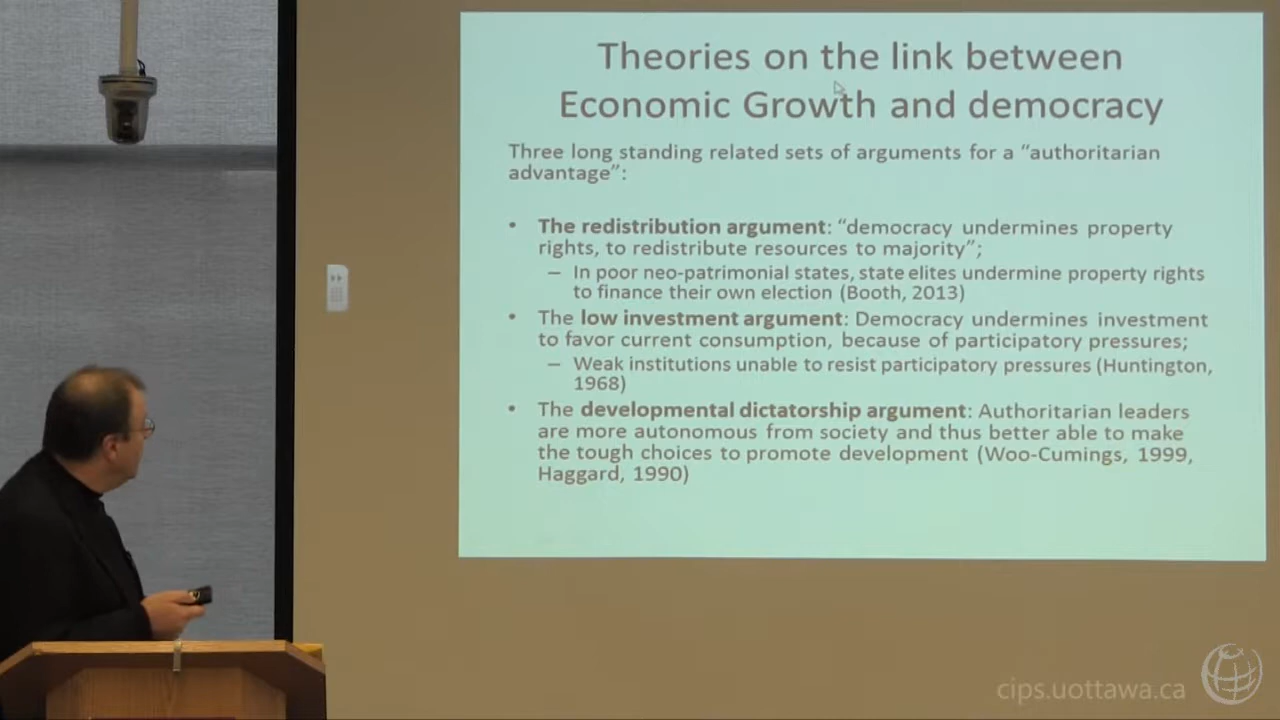 Theories on the link between
Economic Growth and democracy
Three long standing related sets of arguments for a “authoritarian
advantage”:
• The redistribution argument: “democracy undermines property
rights, to redistribute resources to majority”;
– In poor neo-patrimonial states, state elites undermine property rights
to finance their own election (Booth, 2013)
• The low investment argument: Democracy undermines investment
to favor current consumption, because of participatory pressures;
– Weak institutions unable to resist participatory pressures (Huntington,
1968)
• The developmental dictatorship argument: Authoritarian leaders
are more autonomous from society and thus better able to make
the tough choices to promote development (Woo-Cumings, 1999,
Haggard, 1990)
cips.uottawa.ca